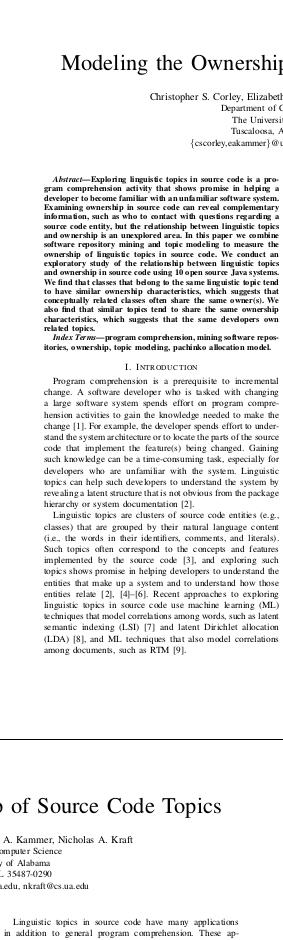 Modeling the Ownership
Christopher S. Corley, Elizabeth
Department of C
The Universi
Tuscaloosa, A
{cscorley,eakammer}@u
Abstract—Exploring linguistic topics in source code is a pro-
gram comprehension activity that shows promise in helping a
developer to become familiar with an unfamiliar software system.
Examining ownership in source code can reveal complementary
information, such as who to contact with questions regarding a
source code entity, but the relationship between linguistic topics
and ownership is an unexplored area. In this paper we combine
software repository mining and topic modeling to measure the
ownership of linguistic topics in source code. We conduct an
exploratory study of the relationship between linguistic topics
and ownership in source code using 10 open source Java systems.
We find that classes that belong to the same linguistic topic tend
to have similar ownership characteristics, which suggests that
conceptually related classes often share the same owner(s). We
also find that similar topics tend to share the same ownership
characteristics, which suggests that the same developers own
related topics.
Index Terms—program comprehension, mining software repos-
itories, ownership, topic modeling, pachinko allocation model.
I. INTRODUCTION
Program comprehension is a prerequisite to incremental
change. A software developer who is tasked with changing
a large software system spends effort on program compre-
hension activities to gain the knowledge needed to make the
change [1]. For example, the developer spends effort to under-
stand the system architecture or to locate the parts of the source
code that implement the feature(s) being changed. Gaining
such knowledge can be a time-consuming task, especially for
developers who are unfamiliar with the system. Linguistic
topics can help developers to understand the system by
revealing a latent structure that is not obvious from the package
hierarchy or system documentation [2].
Linguistic topics are clusters of source code entities (e.g.,
classes) that are grouped by their natural language content
(i.e., the words in their identifiers, comments, and literals).
Such topics often correspond to the concepts and features
implemented by the source code [3], and exploring such
topics shows promise in helping developers to understand the
entities that make up a system and to understand how those
entities relate [2], [4]–[6]. Recent approaches to exploring
linguistic topics in source code use machine learning (ML)
techniques that model correlations among words, such as latent
semantic indexing (LSI) [7] and latent Dirichlet allocation
(LDA) [8], and ML techniques that also model correlations
among documents, such as RTM [9].
of Source Code Topics
A. Kammer, Nicholas A. Kraft
omputer Science
y of Alabama
L 35487-0290
a.edu, nkraft@cs.ua.edu
Linguistic topics in source code have many applications
in addition to general program comprehension. These ap-